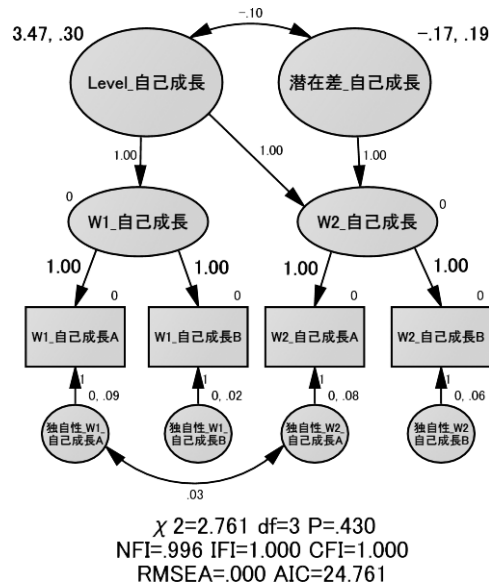 -.10
3.47, .30
-.17, .19
Level_自己成長
潜在差_自己成長
1.00
1.00
1.00
0
W1_自己成長
W2_自己成長
0
1.00
1.00
1.00
1.00
0
0
0
0
W1_自己成長A
W1_自己成長B
W2_自己成長A
W2_自己成長B
1
1
1
1
0, .09
0, .02
0, .08
0, .06
独自性_W1_
自己成長A
独自性_W1_
自己成長B
独自性_W2_
自己成長A
独自性_W2
自己成長B
.03
χ2=2.761 df=3 P=.430
NFI=.996 IFI=1.000 CFI=1.000
RMSEA=.000 AIC=24.761